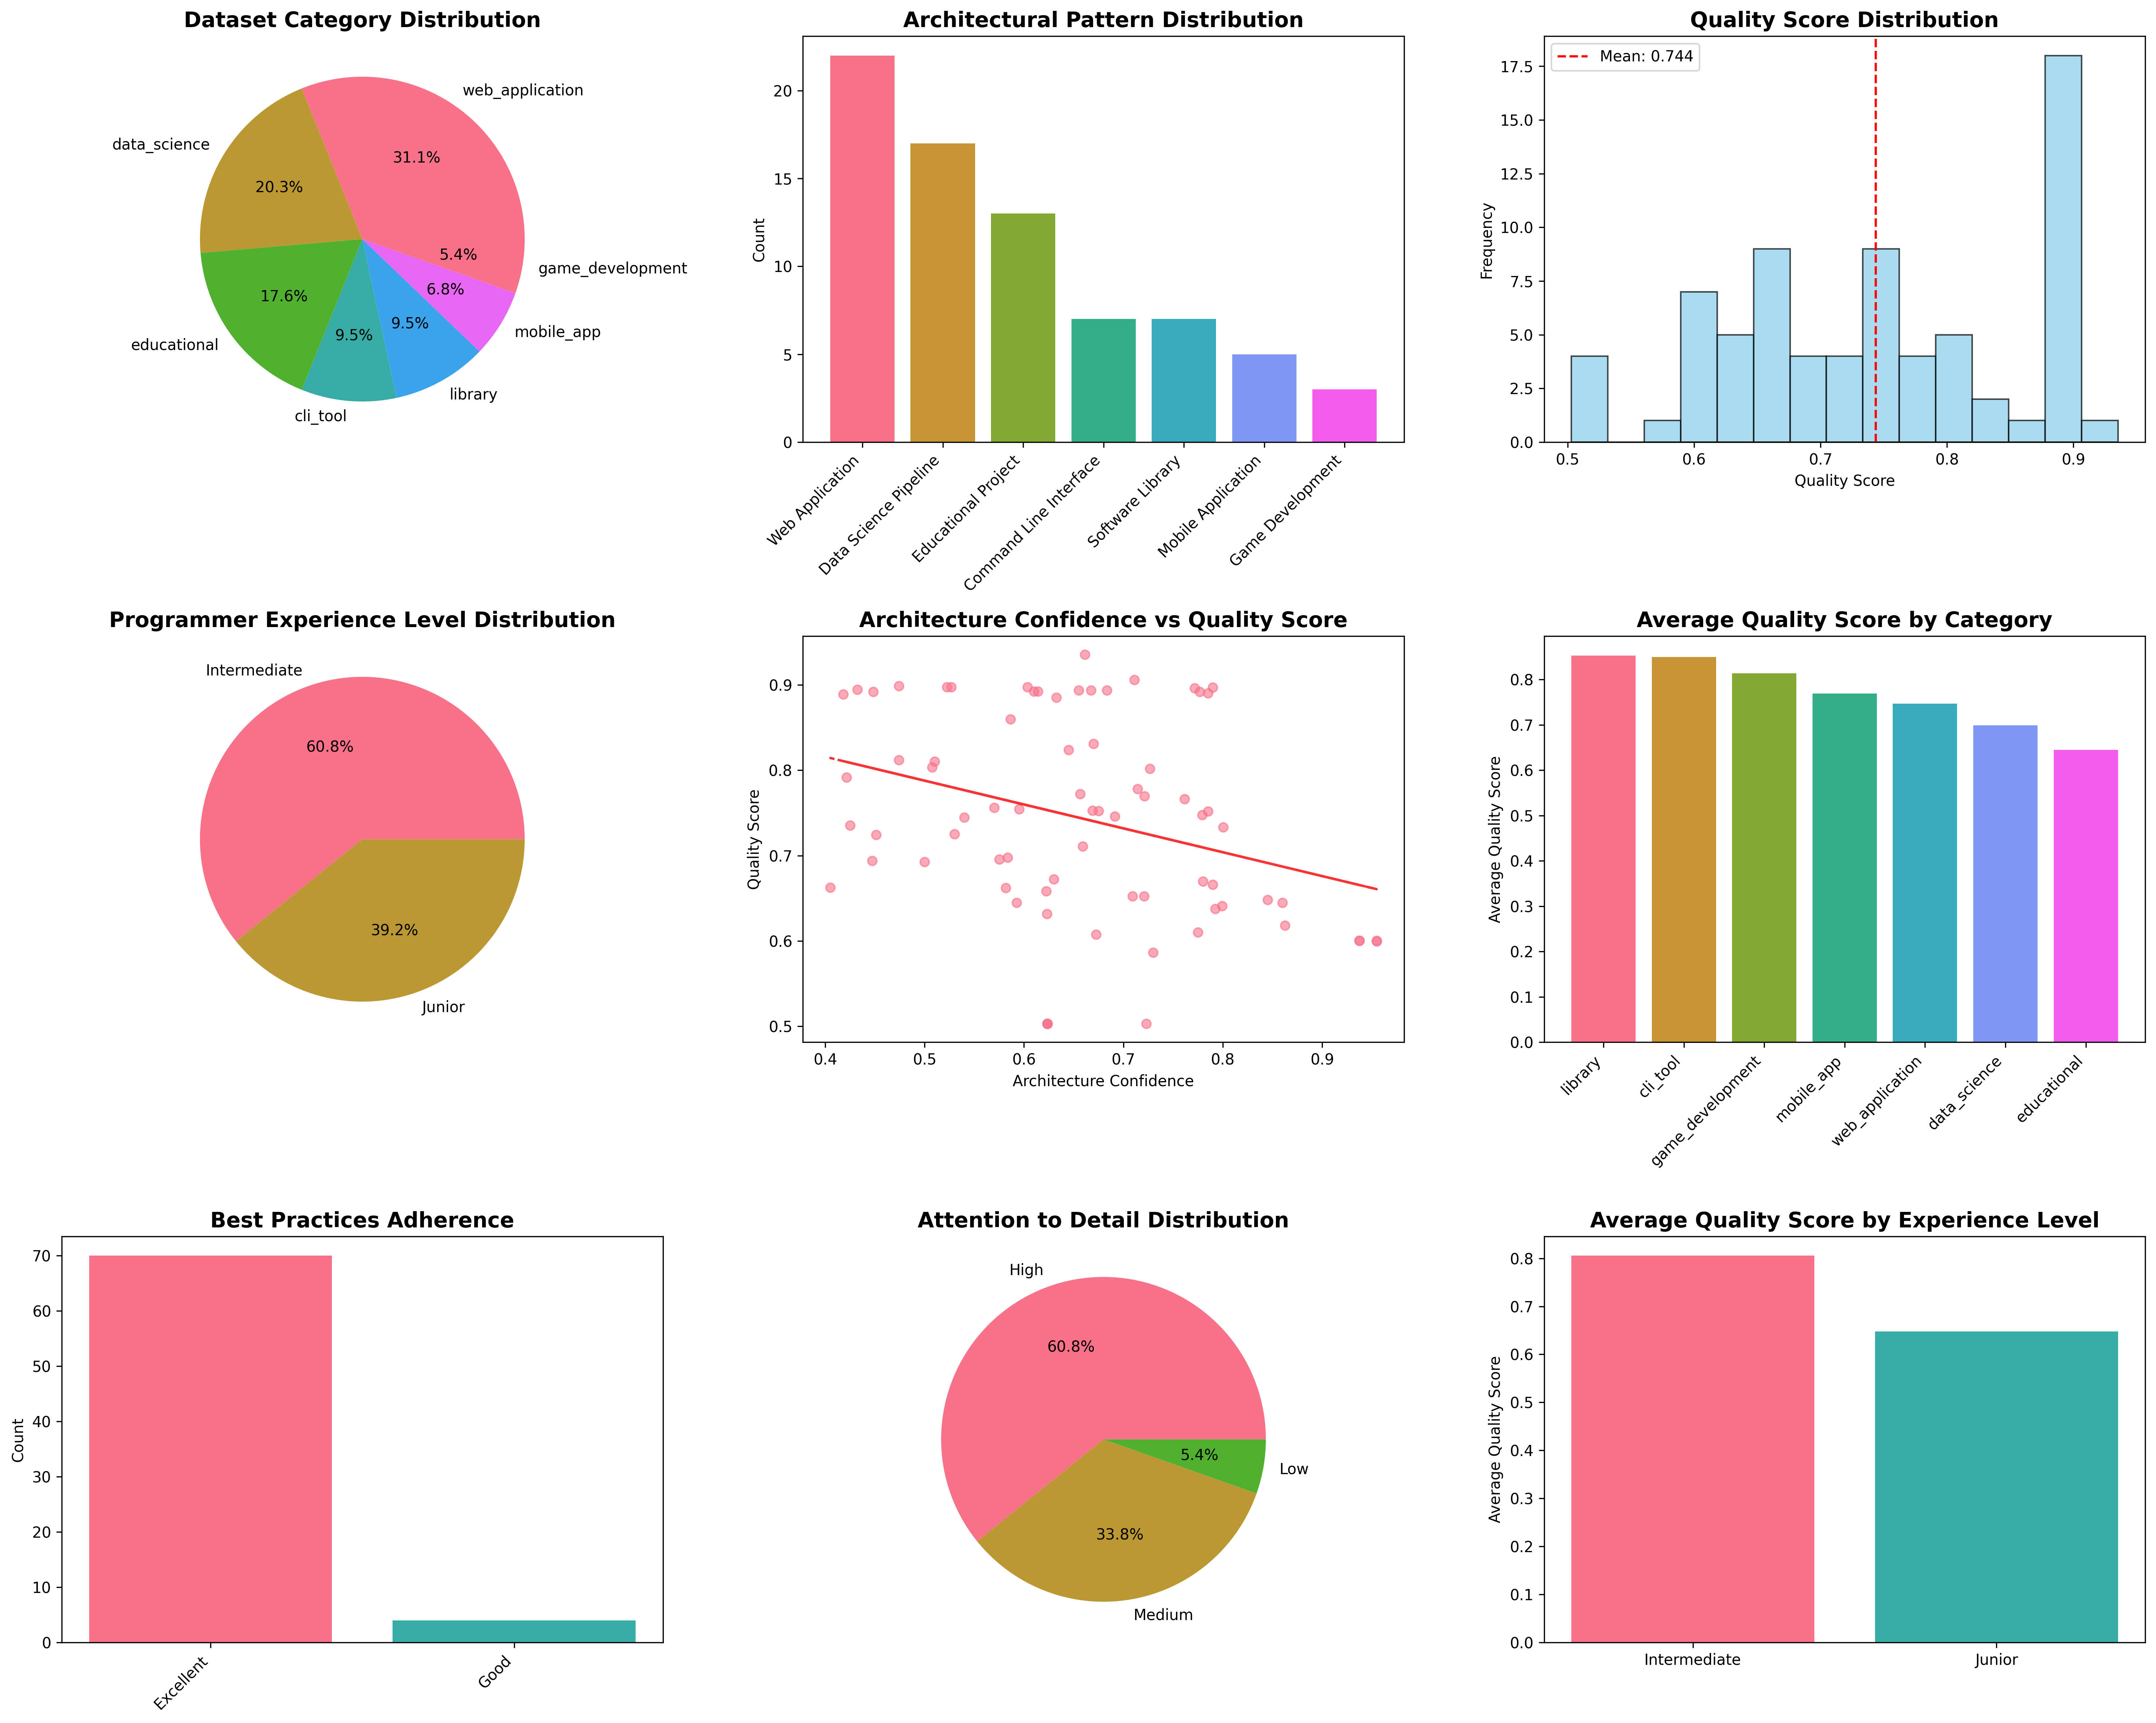 Dataset Category Distribution
web_application
31.1%
data_science
20.3%
educational
17.6%
cli_tool
9.5%
library
9.5%
mobile_app
6.8%
game_development
5.4%
Architectural Pattern Distribution
Count
20
15
10
5
0
Web Application
Data Science Pipeline
Educational Project
Command Line Interface
Software Library
Mobile Application
Game Development
Quality Score Distribution
Mean: 0.744
Frequency
17.5
15.0
12.5
10.0
7.5
5.0
2.5
0.0
0.5 0.6 0.7 0.8 0.9
Quality Score
Programmer Experience Level Distribution
Intermediate
60.8%
39.2%
Junior
Architecture Confidence vs Quality Score
Quality Score
0.9
0.8
0.7
0.6
0.5
0.4 0.5 0.6 0.7 0.8 0.9
Architecture Confidence
Average Quality Score by Category
Average Quality Score
0.8
0.7
0.6
0.5
0.4
0.3
0.2
0.1
0.0
library
cli_tool
game_development
mobile_app
web_application
data_science
educational
Best Practices Adherence
Count
70
60
50
40
30
20
10
0
Excellent
Good
Attention to Detail Distribution
High
60.8%
5.4%
Low
33.8%
Medium
Average Quality Score by Experience Level
Average Quality Score
0.8
0.7
0.6
0.5
0.4
0.3
0.2
0.1
0.0
Intermediate
Junior